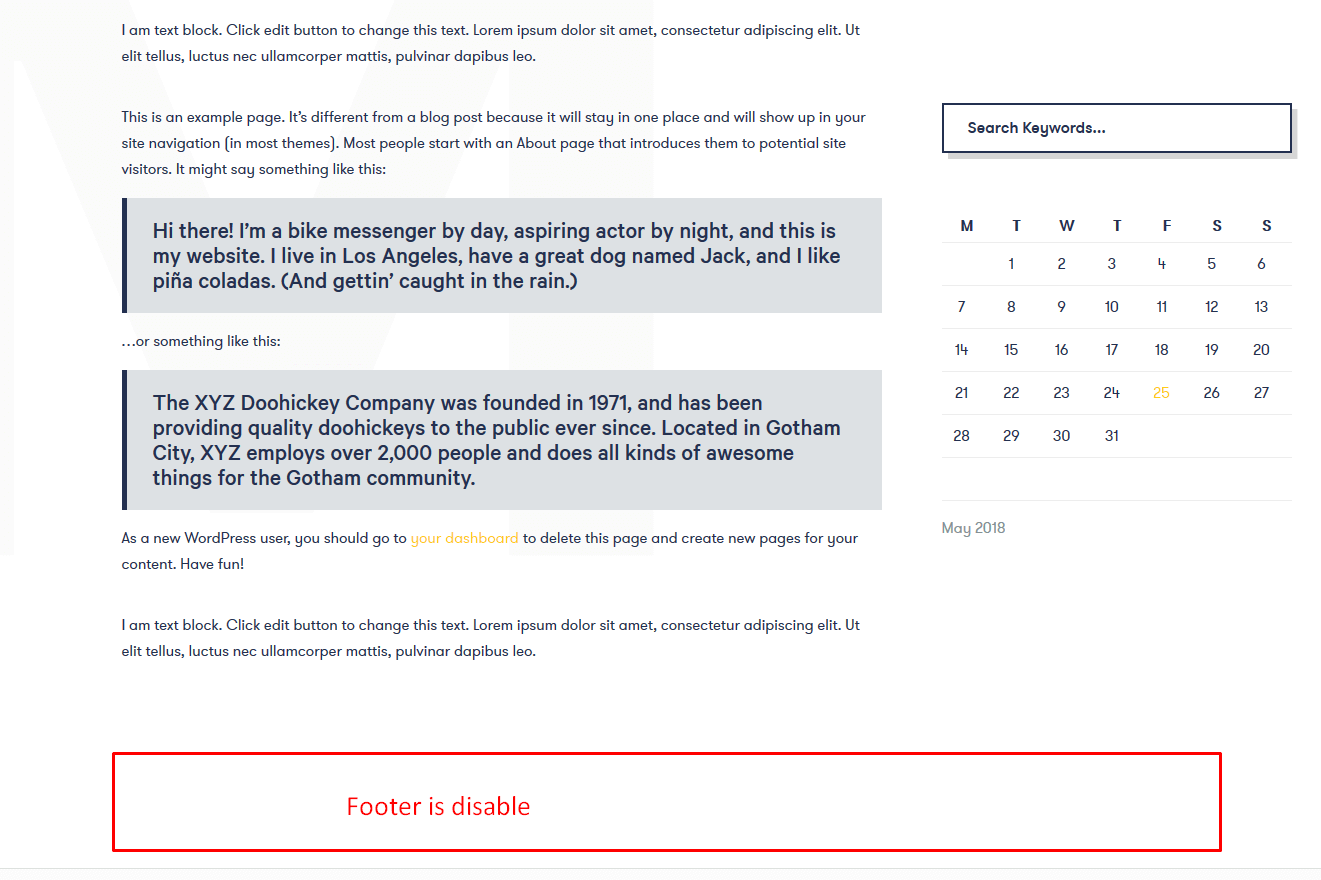 I am text block. Click edit button to change this text. Lorem ipsum dolor sit amet, consectetur adipiscing elit. Ut
elit tellus, luctus nec ullamcorper mattis, pulvinar dapibus leo.
This is an example page. It’s different from a blog post because it will stay in one place and will show up in your
site navigation (in most themes). Most people start with an About page that introduces them to potential site
visitors. It might say something like this:
Hi there! I’m a bike messenger by day, aspiring actor by night, and this is
my website. I live in Los Angeles, have a great dog named Jack, and I like
piña coladas. (And gettin’ caught in the rain.)
…or something like this:
The XYZ Doohickey Company was founded in 1971, and has been
providing quality doohickeys to the public ever since. Located in Gotham
City, XYZ employs over 2,000 people and does all kinds of awesome
things for the Gotham community.
As a new WordPress user, you should go to your dashboard to delete this page and create new pages for your
content. Have fun!
I am text block. Click edit button to change this text. Lorem ipsum dolor sit amet, consectetur adipiscing elit. Ut
elit tellus, luctus nec ullamcorper mattis, pulvinar dapibus leo.
Search Keywords...
M T W T F S S
1 2 3 4 5 6
7 8 9 10 11 12 13
14 15 16 17 18 19 20
21 22 23 24 25 26 27
28 29 30 31
May 2018
Footer is disable